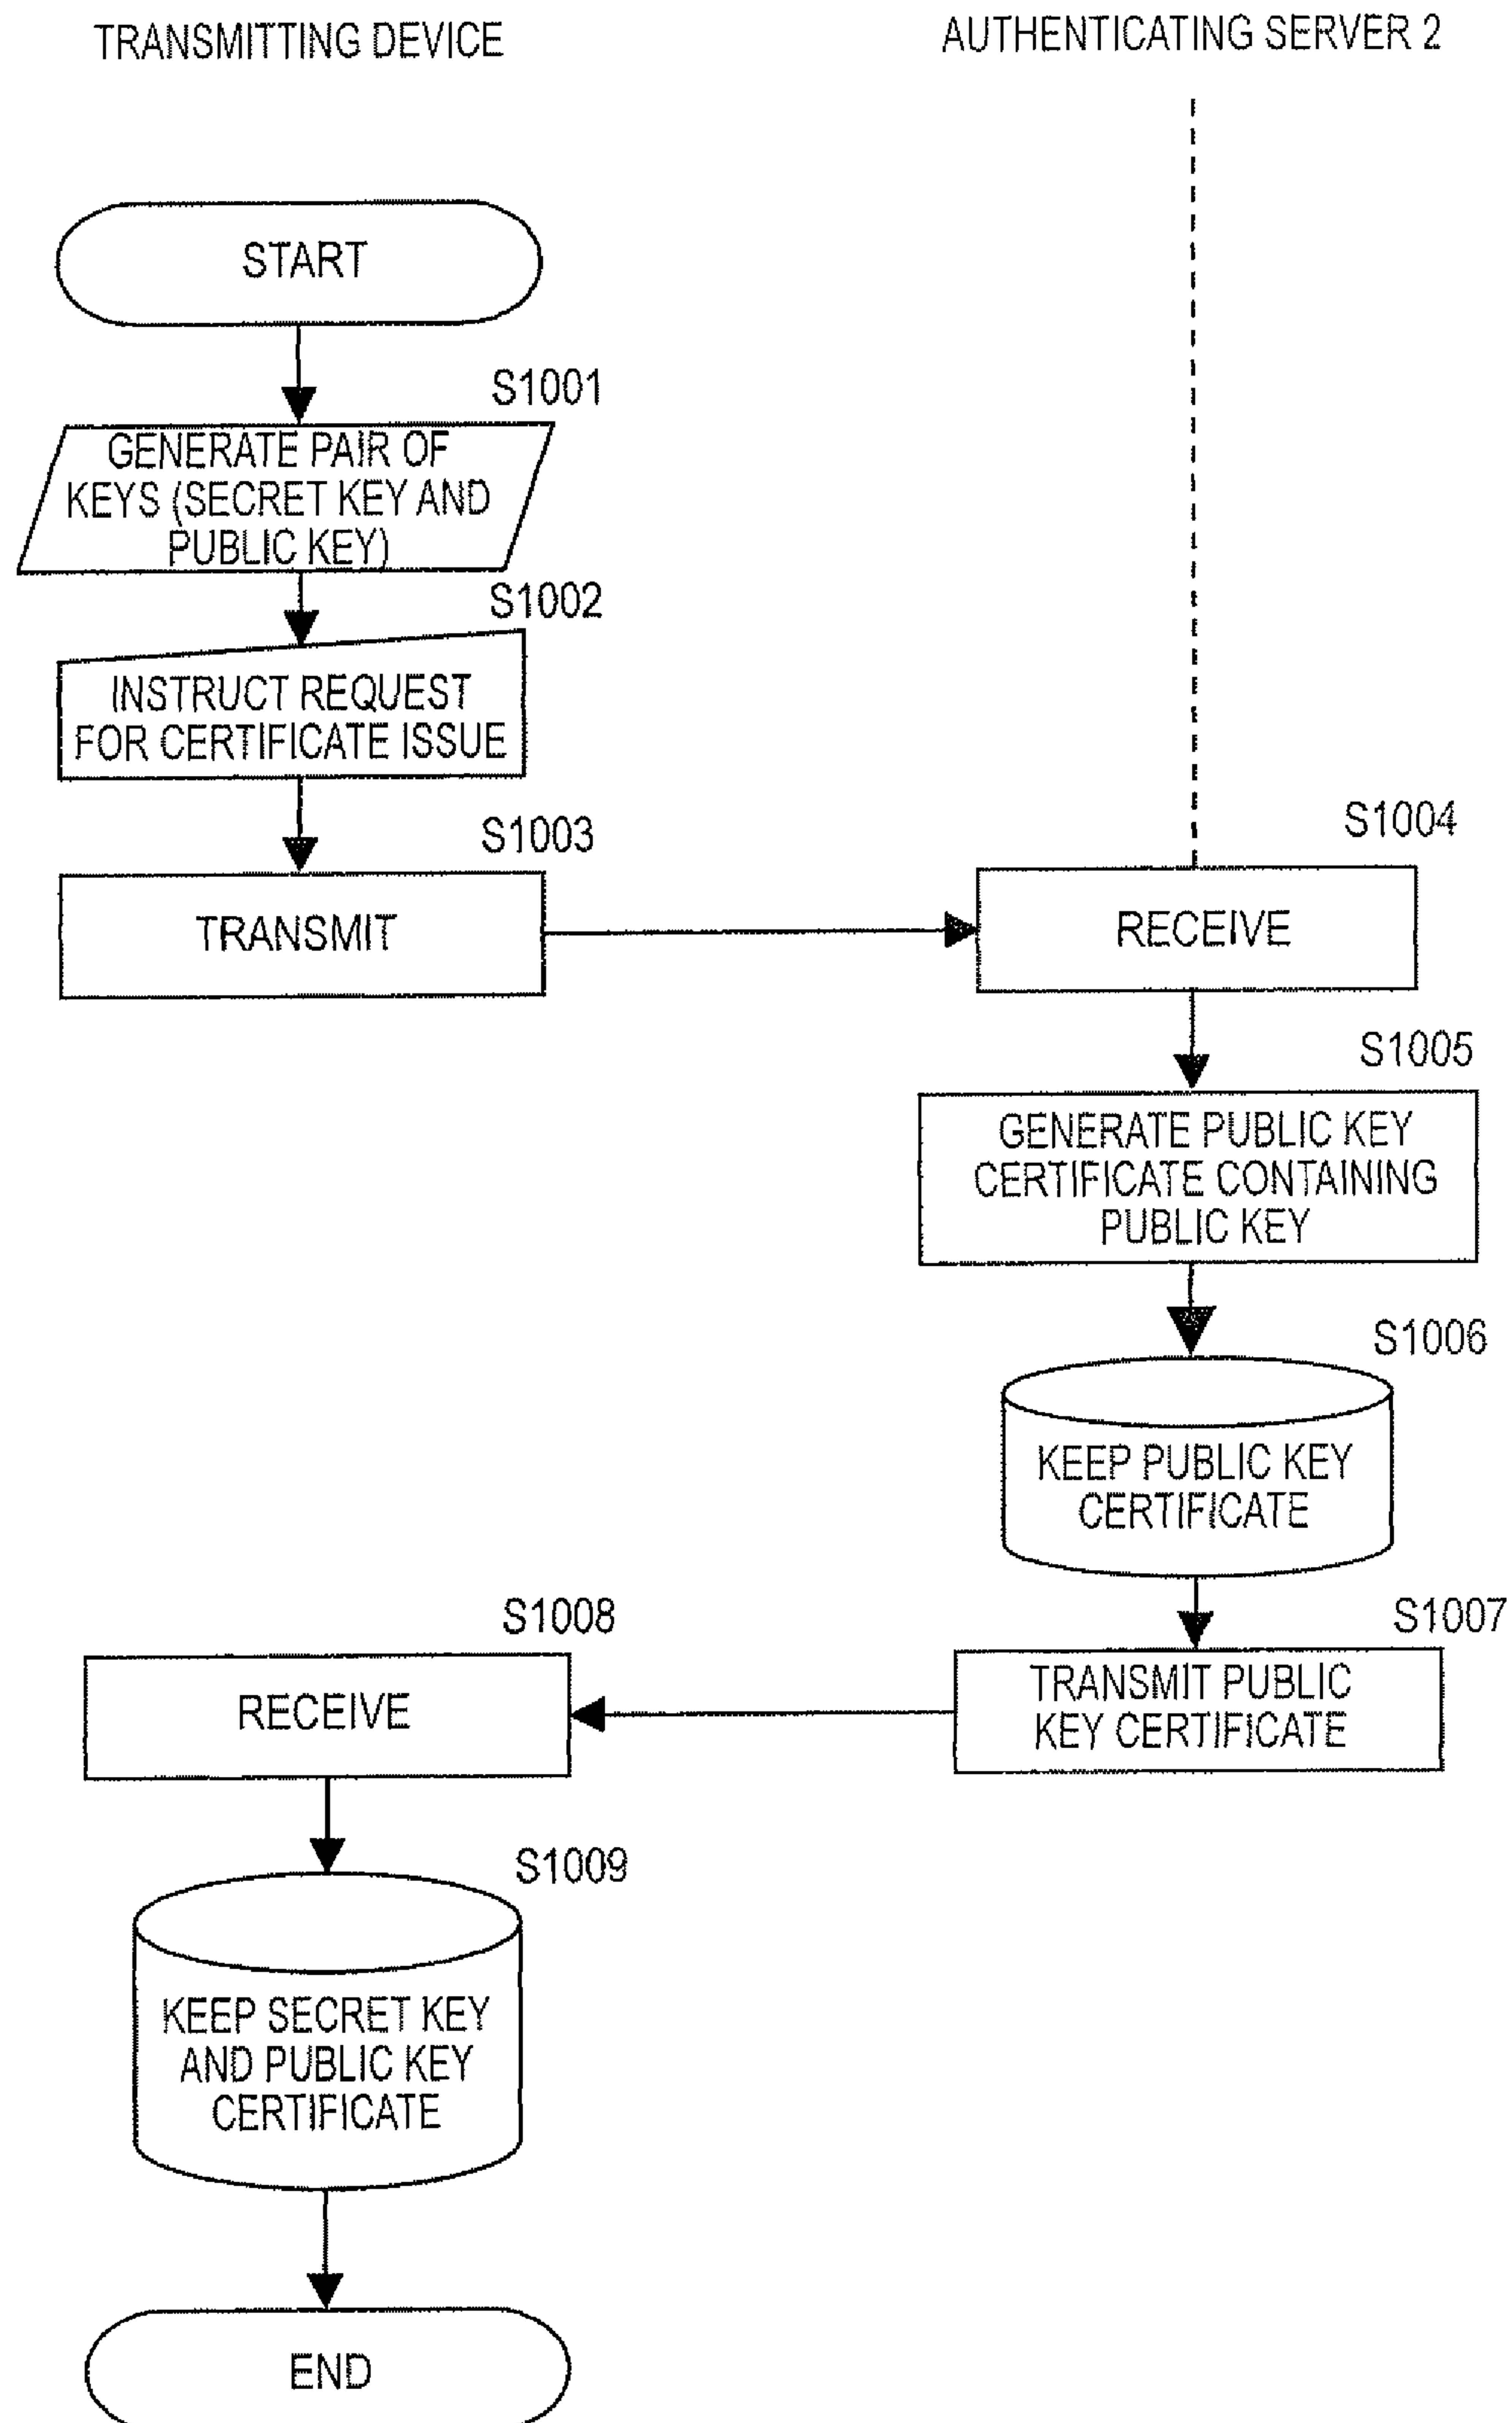 TRANSMITTING DEVICE
AUTHENTICATING SERVER 2
START
S1001
GENERATE PAIR OF
KEYS (SECRET KEY AND
PUBLIC KEY)
S1002
INSTRUCT REQUEST
FOR CERTIFICATE ISSUE
S1003
TRANSMIT
S1004
RECEIVE
S1005
GENERATE PUBLIC KEY
CERTIFICATE CONTAINING
PUBLIC KEY
S1006
KEEP PUBLIC KEY
CERTIFICATE
S1007
TRANSMIT PUBLIC
KEY CERTIFICATE
S1008
RECEIVE
S1009
KEEP SECRET KEY
AND PUBLIC KEY
CERTIFICATE
END